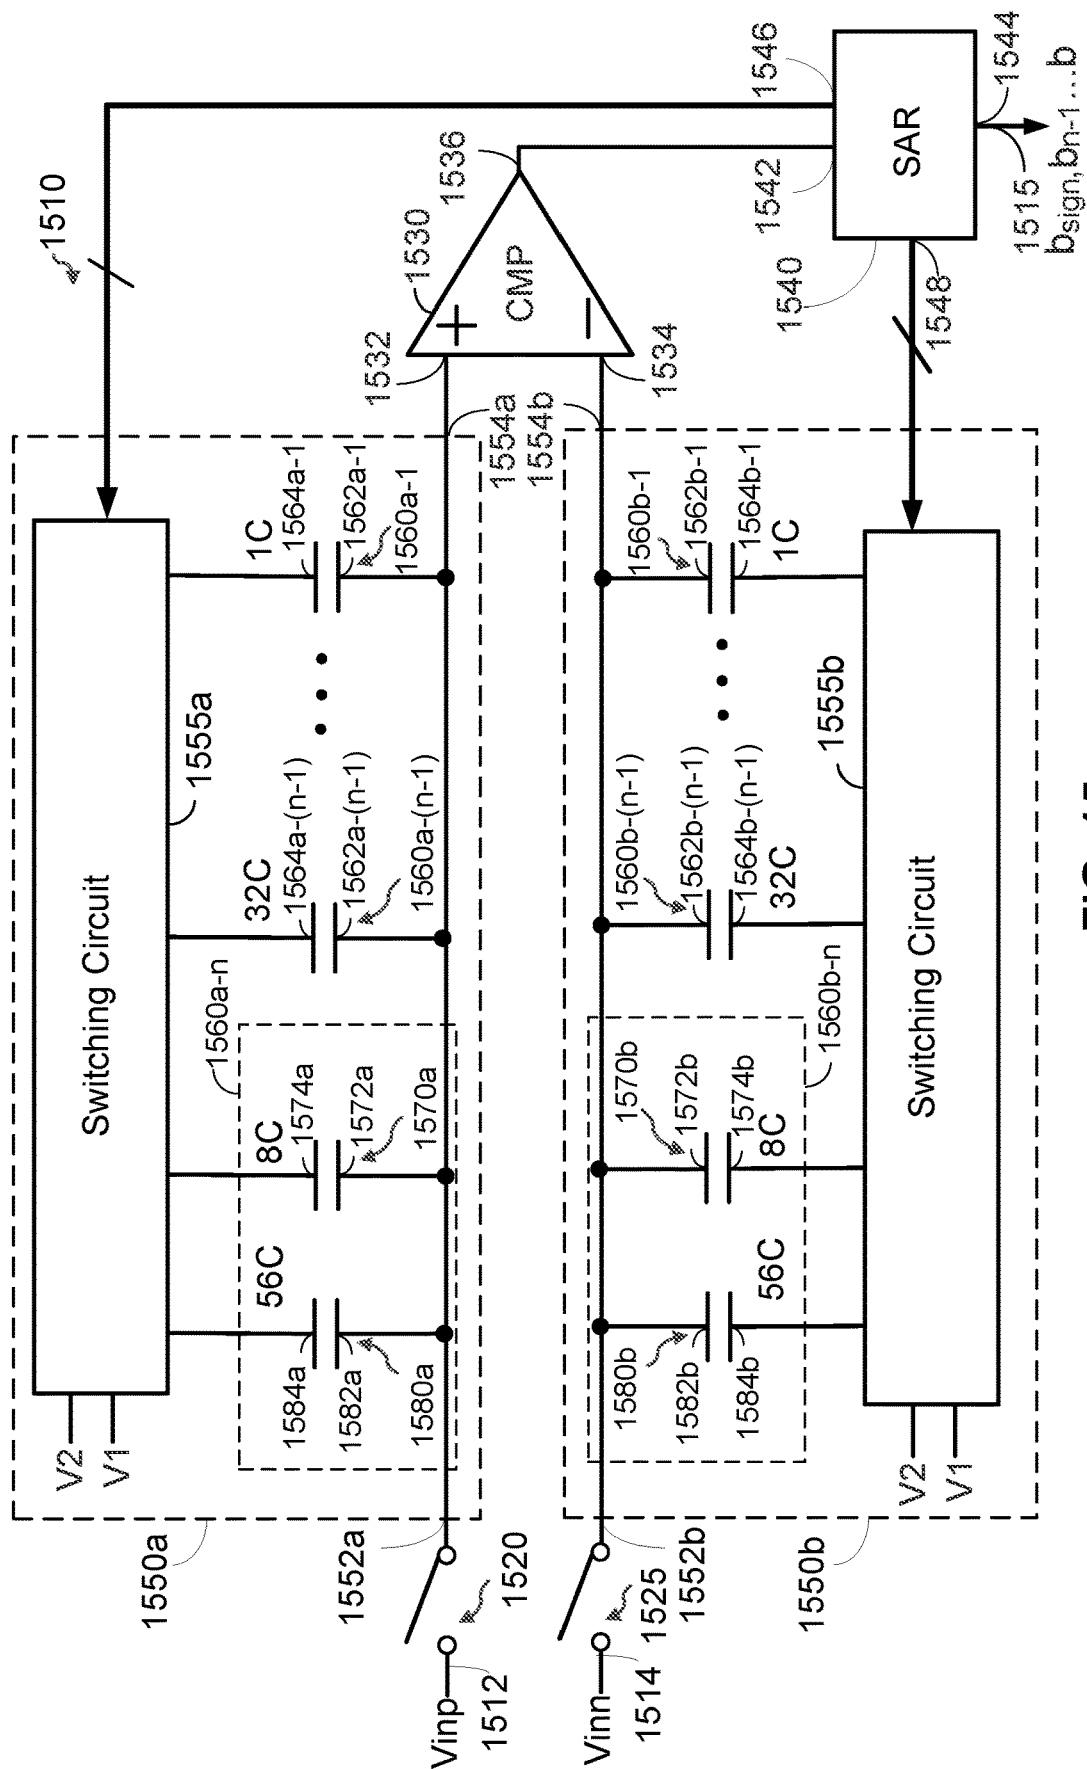 1510
Switching Circuit
V2
V1
1555a
1550a
1560a-n
56C
1584a
1582a
1580a
8C
1574a
1572a
1570a
32C
1564a-(n-1)
1562a-(n-1)
1560a-(n-1)
1C
1564a-1
1562a-1
1560a-1
1552a
1554a
Vinp
1512
1520
1532
1530
+
CMP
−
1534
1536
1546
1542
SAR
1540
1544
1515
bsign,bn-1...b
1548
1554b
Vinn
1514
1525
1552b
1550b
1580b
1582b
1584b
56C
1570b
1572b
1574b
8C
1560b-n
1560b-(n-1)
1562b-(n-1)
1564b-(n-1)
32C
1560b-1
1562b-1
1564b-1
1C
1555b
Switching Circuit
V2
V1